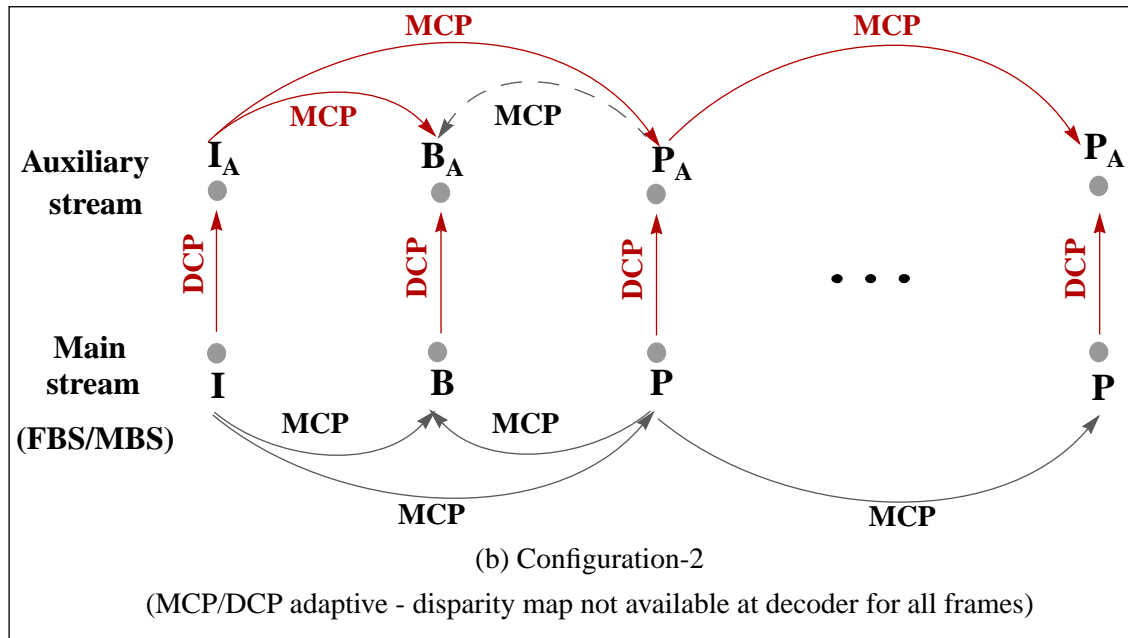 MCP MCP
MCP MCP
I_A B_A P_A P_A
Auxiliary
stream
DCP DCP DCP DCP
. . .
Main
stream
I B P P
(FBS/MBS)
MCP MCP
MCP MCP
(b) Configuration-2
(MCP/DCP adaptive - disparity map not available at decoder for all frames)